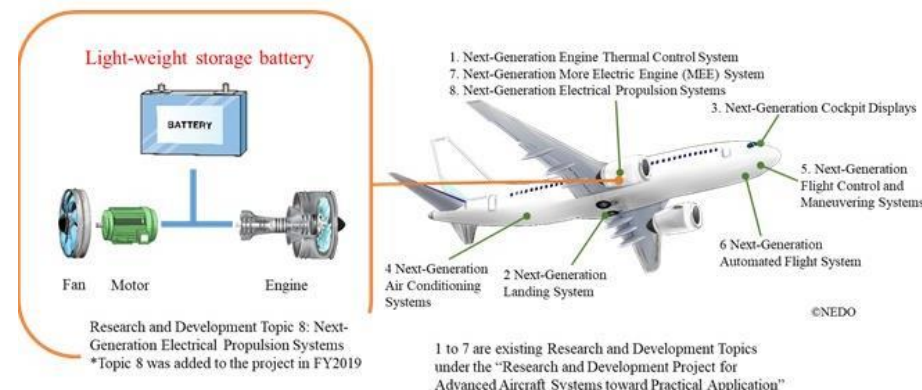 Light-weight storage battery
BATTERY
Fan
Motor
Engine
Research and Development Topic 8: Next-
Generation Electrical Propulsion Systems
*Topic 8 was added to the project in FY2019
1. Next-Generation Engine Thermal Control System
7. Next-Generation More Electric Engine (MEE) System
8. Next-Generation Electrical Propulsion Systems
3. Next-Generation Cockpit Displays
5. Next-Generation
Flight Control and
Maneuvering Systems
6 Next-Generation
Automated Flight System
4 Next-Generation
Air Conditioning
Systems
2 Next-Generation
Landing System
©NEDO
1 to 7 are existing Research and Development Topics
under the “Research and Development Project for
Advanced Aircraft Systems toward Practical Application”